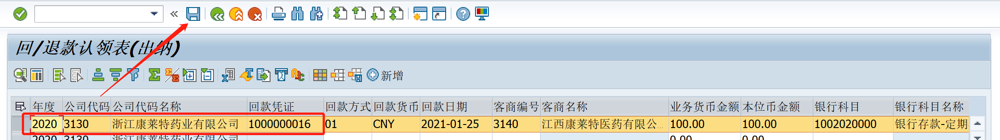 回/退款认领表(出纳)
新增
年度 公司代码 公司代码名称 回款凭证 回款方式 回款货币 回款日期 客商编号 客商名称 业务货币金额 本位币金额 银行科目 银行科目名称
2020 3130 浙江康莱特药业有限公司 1000000016 01 CNY 2021-01-25 3140 江西康莱特医药有限公... 100.00 100.00 1002020000 银行存款-定期
2020 3130 浙江康莱特药业有限公司 0.00 0.00